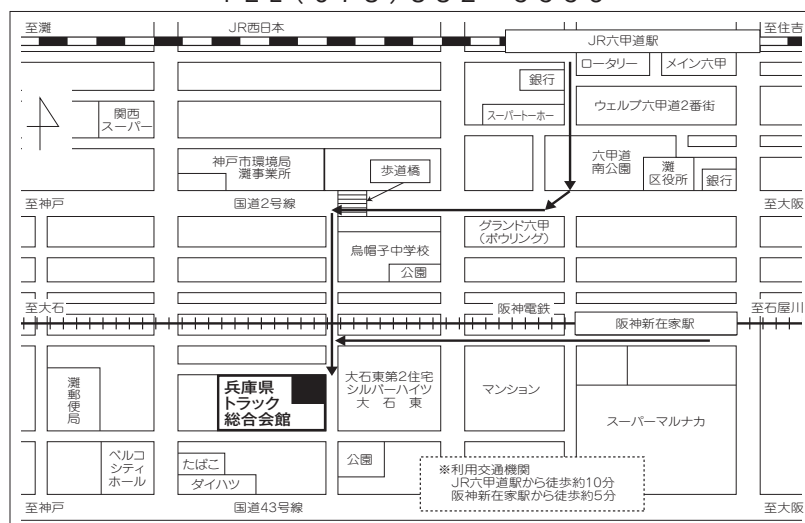 至灘
JR西日本
至住吉
JR六甲道駅
ロータリー
メイン六甲
銀行
関西
スーパー
スーパートーホー
ウェルブ六甲道2番街
神戸市環境局
灘事業所
歩道橋
六甲道
南公園
灘
区役所
銀行
至神戸
国道2号線
至大阪
グランド六甲
(ボウリング)
烏帽子中学校
公園
至大石
阪神電鉄
至石屋川
阪神新在家駅
灘郵便局
兵庫県
トラック
総合会館
大石東第2住宅
シルバーハイツ
大石東
マンション
スーパーマルナカ
ベルコ
シティ
ホール
たばこ
ダイハツ
公園
※利用交通機関
JR六甲道駅から徒歩約10分
阪神新在家駅から徒歩約5分
至神戸
国道43号線
至大阪